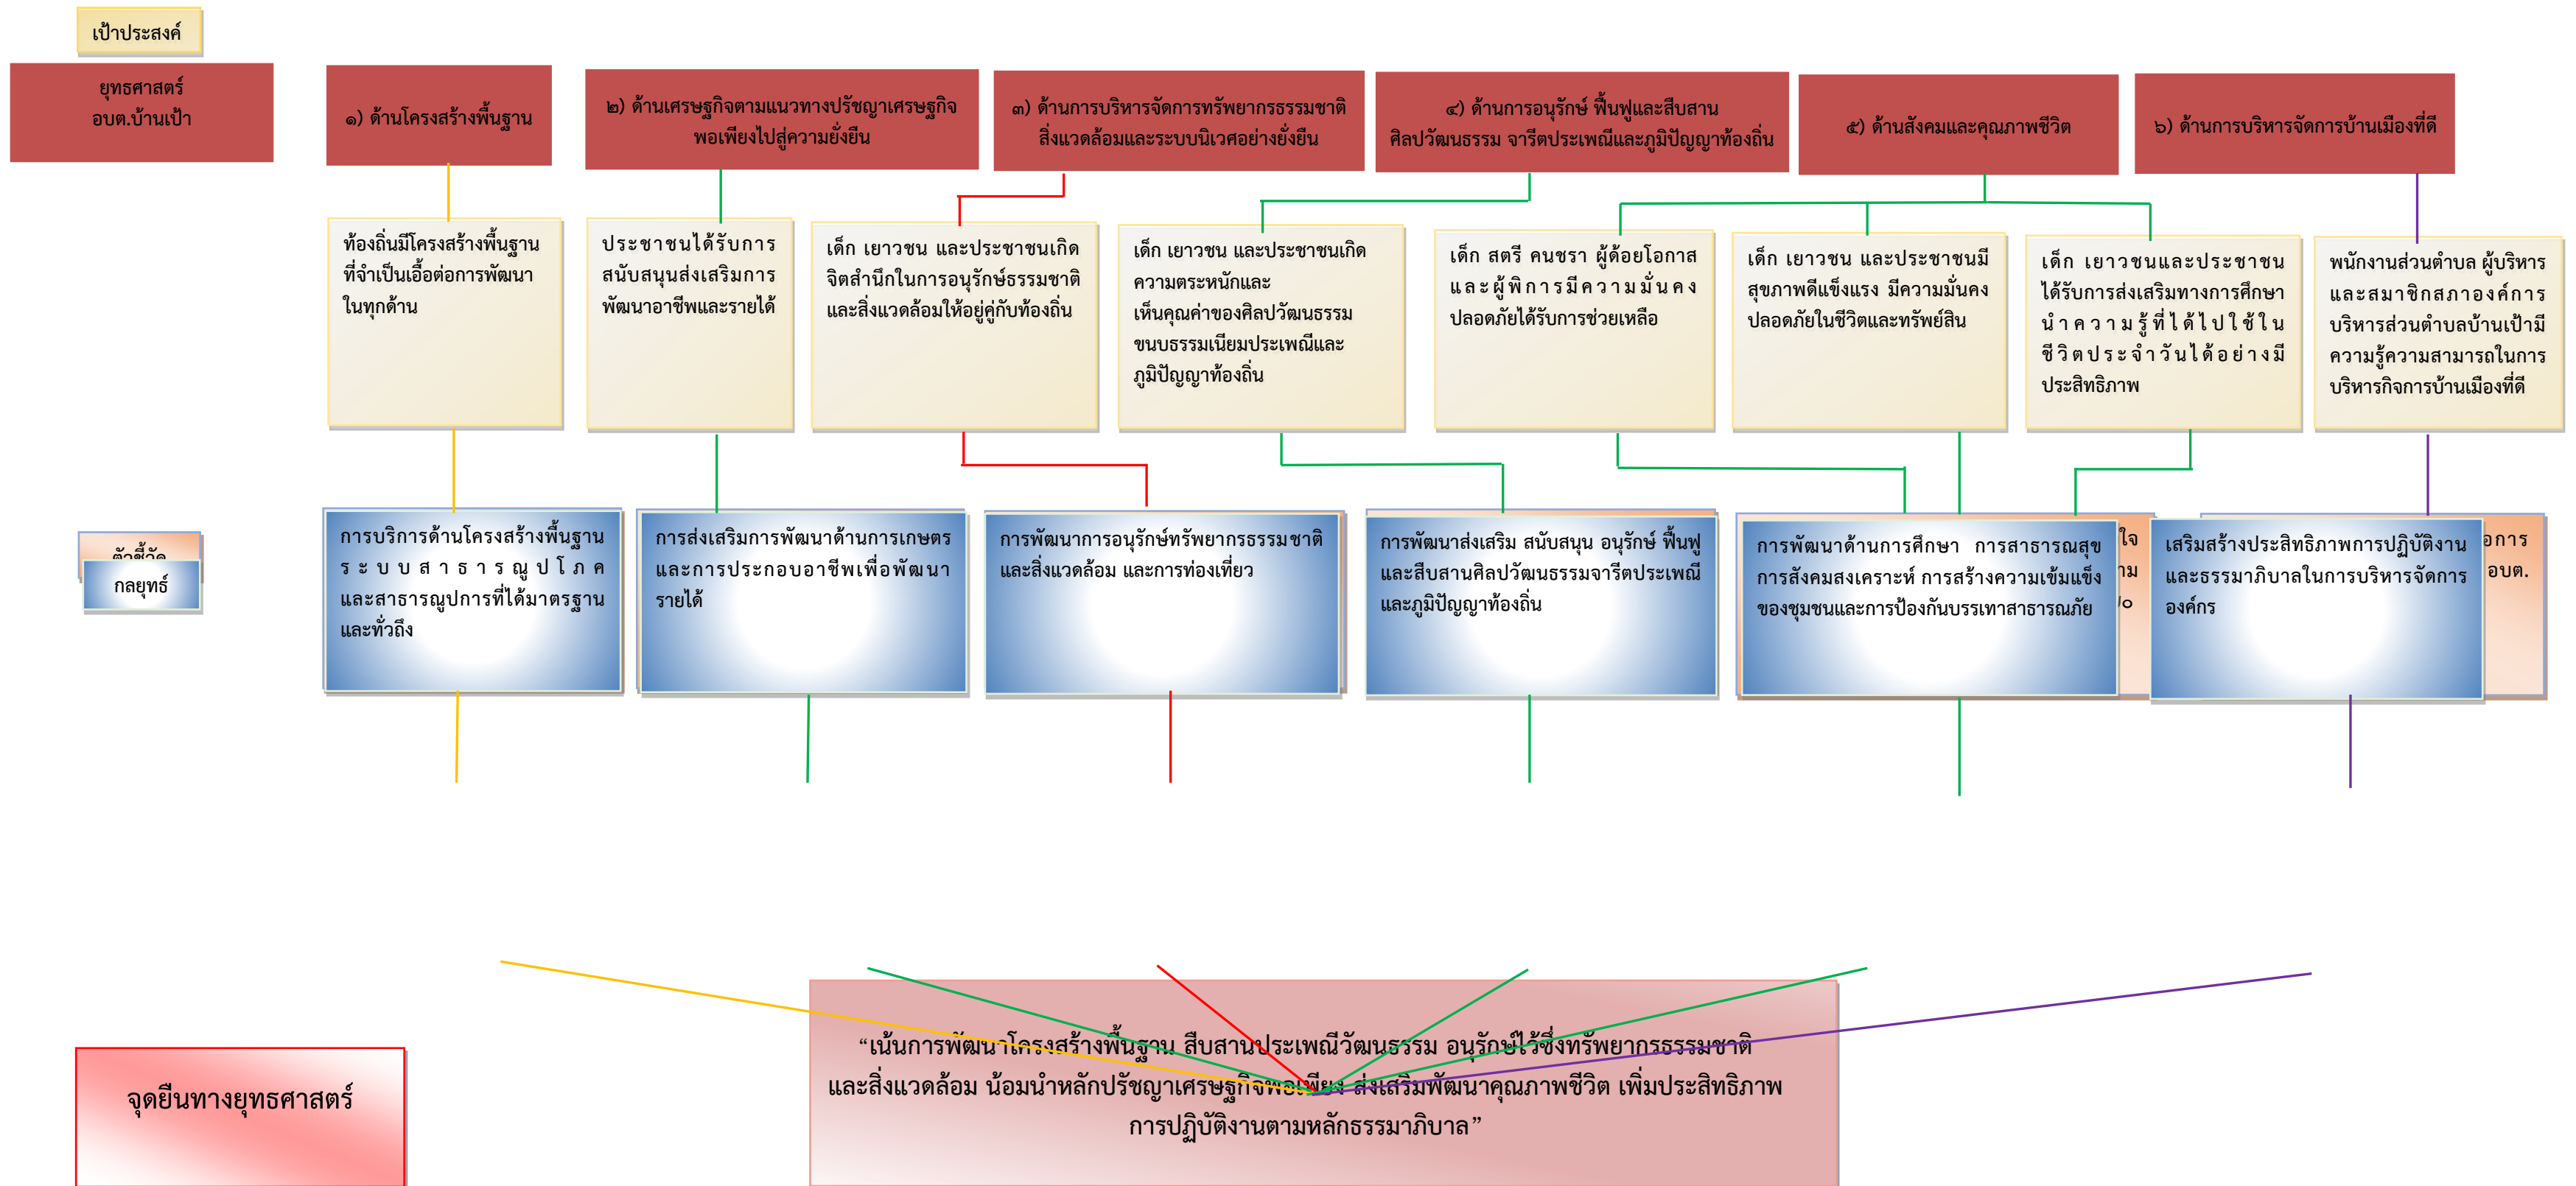 เป้าประสงค์
ยุทธศาสตร์
อบต.บ้านเป้า
๑) ด้านโครงสร้างพื้นฐาน
๒) ด้านเศรษฐกิจตามแนวทางปรัชญาเศรษฐกิจ
พอเพียงไปสู่ความยั่งยืน
๓) ด้านการบริหารจัดการทรัพยากรธรรมชาติ
สิ่งแวดล้อมและระบบนิเวศอย่างยั่งยืน
๔) ด้านการอนุรักษ์ ฟื้นฟูและสืบสาน
ศิลปวัฒนธรรม จารีตประเพณีและภูมิปัญญาท้องถิ่น
๕) ด้านสังคมและคุณภาพชีวิต
๖) ด้านการบริหารจัดการบ้านเมืองที่ดี
ท้องถิ่นมีโครงสร้างพื้นฐาน
ที่จำเป็นเอื้อต่อการพัฒนา
ในทุกด้าน
ประชาชนได้รับการ
สนับสนุนส่งเสริมการ
พัฒนาอาชีพและรายได้
เด็ก เยาวชน และประชาชนเกิด
จิตสำนึกในการอนุรักษ์ธรรมชาติ
และสิ่งแวดล้อมให้อยู่คู่กับท้องถิ่น
เด็ก เยาวชน และประชาชนเกิด
ความตระหนักและ
เห็นคุณค่าของศิลปวัฒนธรรม
ขนบธรรมเนียมประเพณีและ
ภูมิปัญญาท้องถิ่น
เด็ก สตรี คนชรา ผู้ด้อยโอกาส
และผู้พิการมีความมั่นคง
ปลอดภัยได้รับการช่วยเหลือ
เด็ก เยาวชน และประชาชนมี
สุขภาพดีแข็งแรง มีความมั่นคง
ปลอดภัยในชีวิตและทรัพย์สิน
เด็ก เยาวชนและประชาชน
ได้รับการส่งเสริมทางการศึกษา
นำความรู้ที่ได้ไปใช้ใน
ชีวิตประจำวันได้อย่างมี
ประสิทธิภาพ
พนักงานส่วนตำบล ผู้บริหาร
และสมาชิกสภาองค์การ
บริหารส่วนตำบลบ้านเป้ามี
ความรู้ความสามารถในการ
บริหารกิจการบ้านเมืองที่ดี
ตัวชี้วัด
กลยุทธ์
การบริการด้านโครงสร้างพื้นฐาน
ระบบสาธารณูปโภค
และสาธารณูปการที่ได้มาตรฐาน
และทั่วถึง
การส่งเสริมการพัฒนาด้านการเกษตร
และการประกอบอาชีพเพื่อพัฒนา
รายได้
การพัฒนาการอนุรักษ์ทรัพยากรธรรมชาติ
และสิ่งแวดล้อม และการท่องเที่ยว
การพัฒนาส่งเสริม สนับสนุน อนุรักษ์ ฟื้นฟู
และสืบสานศิลปวัฒนธรรมจารีตประเพณี
และภูมิปัญญาท้องถิ่น
การพัฒนาด้านการศึกษา การสาธารณสุข
การสังคมสงเคราะห์ การสร้างความเข้มแข็ง
ของชุมชนและการป้องกันบรรเทาสาธารณภัย
เสริมสร้างประสิทธิภาพการปฏิบัติงาน
และธรรมาภิบาลในการบริหารจัดการ
องค์กร
อบต.
จุดยืนทางยุทธศาสตร์
“เน้นการพัฒนาโครงสร้างพื้นฐาน สืบสานประเพณีวัฒนธรรม อนุรักษ์ไว้ซึ่งทรัพยากรธรรมชาติ
และสิ่งแวดล้อม น้อมนำหลักปรัชญาเศรษฐกิจพอเพียง ส่งเสริมพัฒนาคุณภาพชีวิต เพิ่มประสิทธิภาพ
การปฏิบัติงานตามหลักธรรมาภิบาล”